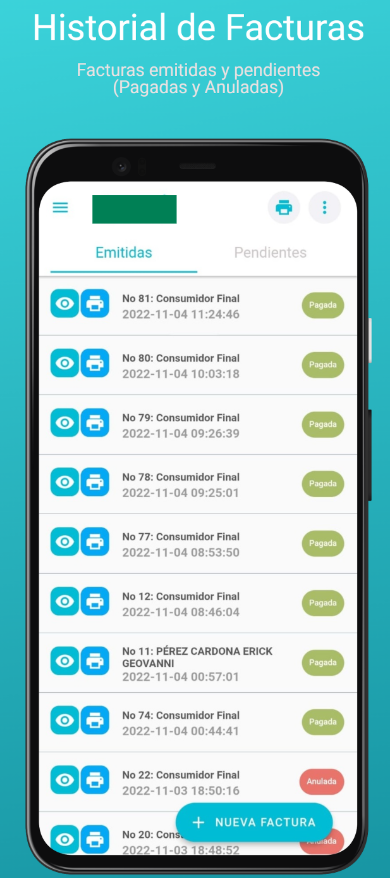 Historial de Facturas
Facturas emitidas y pendientes
(Pagadas y Anuladas)
Emitidas Pendientes
No 81: Consumidor Final
2022-11-04 11:24:46
Pagada
No 80: Consumidor Final
2022-11-04 10:03:18
Pagada
No 79: Consumidor Final
2022-11-04 09:26:39
Pagada
No 78: Consumidor Final
2022-11-04 09:25:01
Pagada
No 77: Consumidor Final
2022-11-04 08:53:50
Pagada
No 12: Consumidor Final
2022-11-04 08:46:04
Pagada
No 11: PÉREZ CARDONA ERICK
GEOVANNI
2022-11-04 00:57:01
Pagada
No 74: Consumidor Final
2022-11-04 00:44:41
Pagada
No 22: Consumidor Final
2022-11-03 18:50:16
Anulada
+ NUEVA FACTURA
No 20:
2022-11-03 18:48:52
Anulada